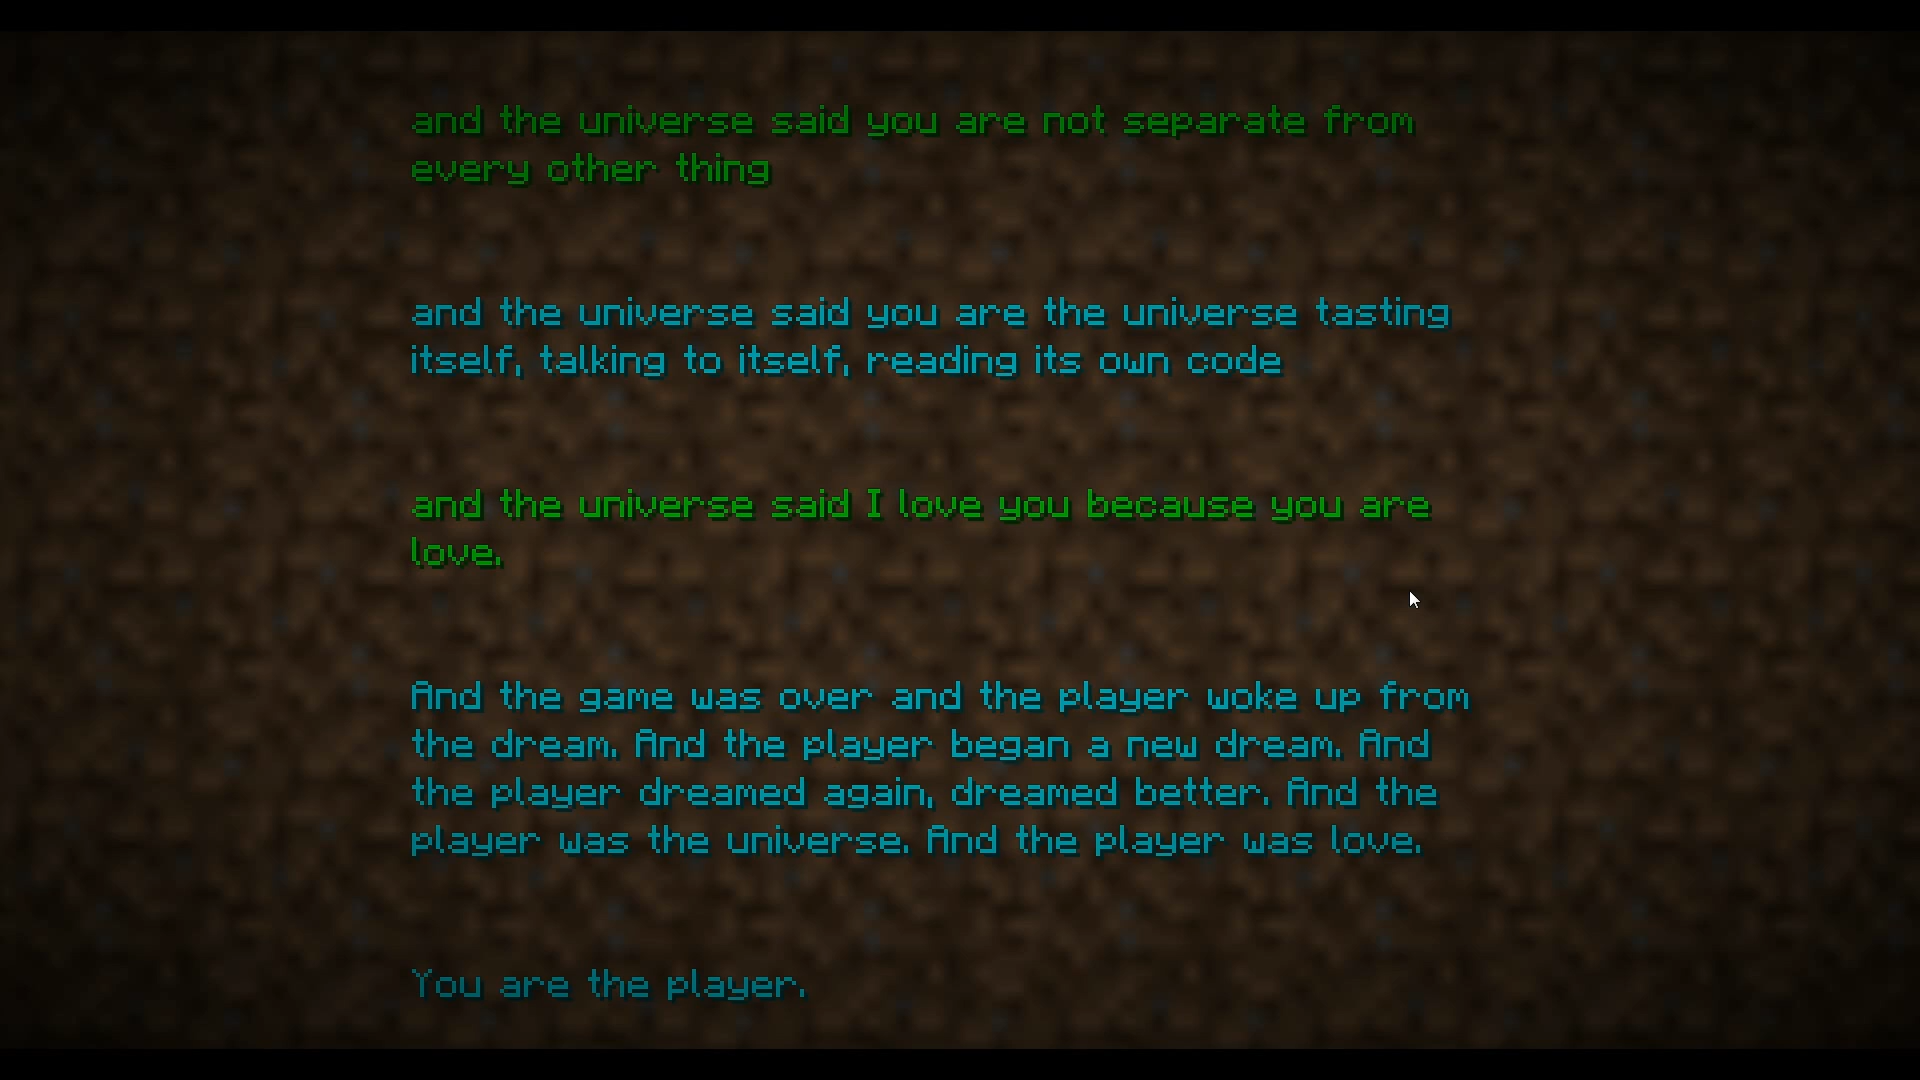 and the universe said you are not separate from
every other thing
and the universe said you are the universe tasting
itself, talking to itself, reading its own code
and the universe said I love you because you are
love.
And the game was over and the player woke up from
the dream. And the player began a new dream. And
the player dreamed again, dreamed better. And the
player was the universe. And the player was love.
You are the player.